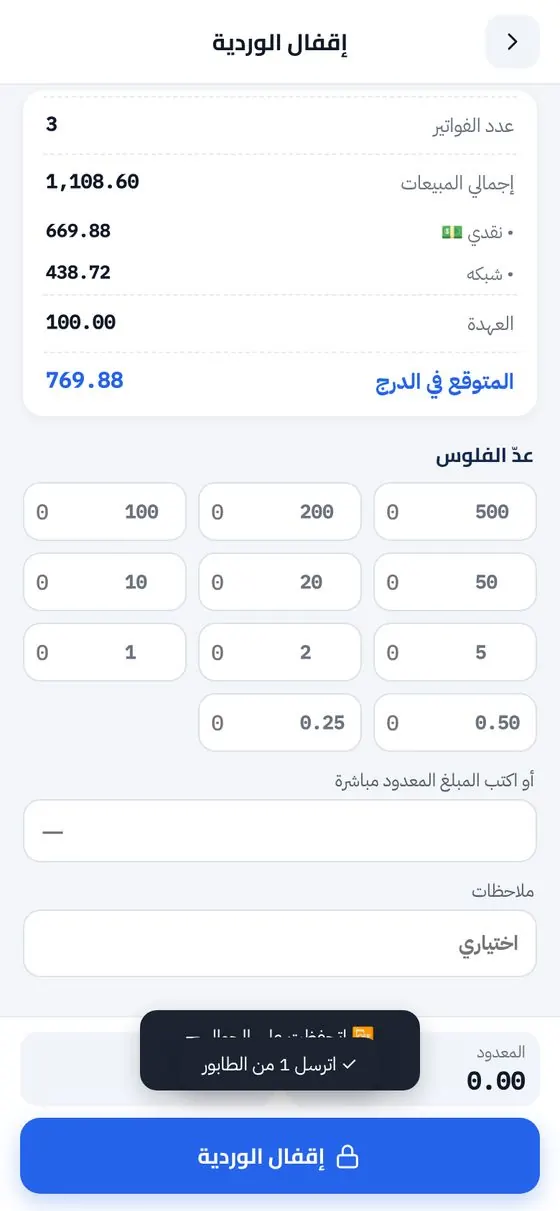 إقفال الوردية
عدد الفواتير 3
إجمالي المبيعات 1,108.60
• نقدي 669.88
• شبكه 438.72
العهدة 100.00
المتوقع في الدرج 769.88
عدّ الفلوس
500 0 200 0 100 0
50 0 20 0 10 0
5 0 2 0 1 0
0.50 0 0.25 0
أو اكتب المبلغ المعدود مباشرة
—
ملاحظات
اختياري
✓ اترسل 1 من الطابور
المعدود
0.00
إقفال الوردية